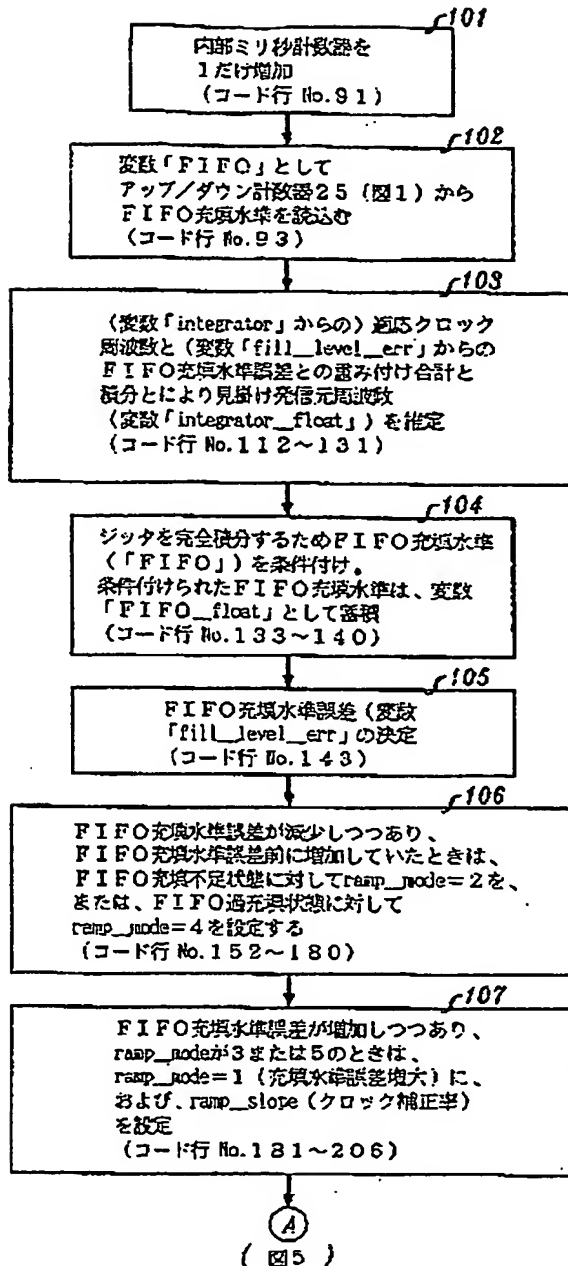 101
内部ミリ秒計数器を
1だけ増加
(コード行 No.91)
102
変数「FIFO」として
アップ/ダウン計数器25(図1)から
FIFO充填水準を読込む
(コード行 No.93)
103
(変数「integrator」からの)適応クロック
周波数と(変数「fill_level_err」からの
FIFO充填水準誤差との重み付け合計と
積分とにより見掛け発信元周波数
(変数「integrator_float」)を推定
(コード行 No.112〜131)
104
ジッタを完全積分するためFIFO充填水準
(「FIFO」)を条件付け。
条件付けられたFIFO充填水準は、変数
「FIFO_float」として蓄積
(コード行 No.133〜140)
105
FIFO充填水準誤差(変数
「fill_level_err」の決定
(コード行 No.143)
106
FIFO充填水準誤差が減少しつつあり、
FIFO充填水準誤差前に増加していたときは、
FIFO充填不足状態に対してramp_mode=2を、
または、FIFO過充填状態に対して
ramp_mode=4を設定する
(コード行 No.152〜180)
107
FIFO充填水準誤差が増加しつつあり、
ramp_modeが3または5のときは、
ramp_mode=1(充填水準誤差増大)に、
および、ramp_slope(クロック補正率)
を設定
(コード行 No.181〜206)
A
(図5)